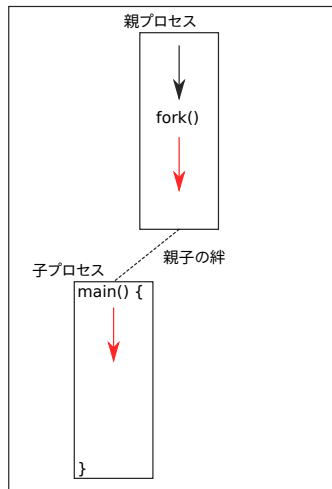 親プロセス
fork()
親子の絆
子プロセス
main() {
}